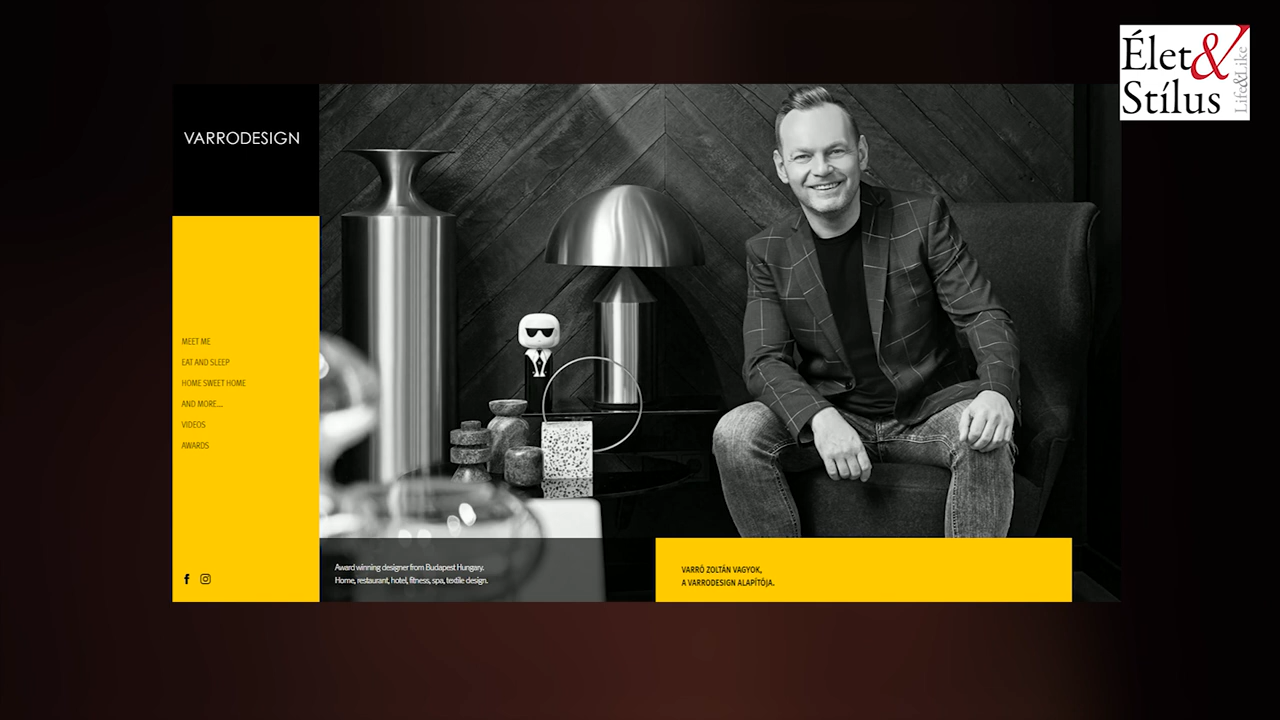 Élet&
Stílus
Life&Like
VARRODESIGN
MEET ME
EAT AND SLEEP
HOME SWEET HOME
AND MORE...
VIDEOS
AWARDS
Award winning designer from Budapest Hungary.
Home, restaurant, hotel, fitness, spa, textile design.
VARRÓ ZOLTÁN VAGYOK,
A VARRODESIGN ALAPÍTÓJA.